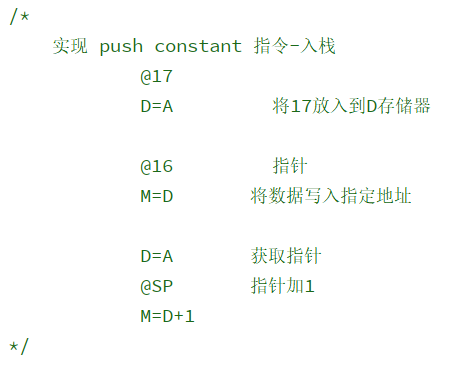 /*
实现 push constant 指令-入栈
@17
D=A 将17放入到D存储器
@16 指针
M=D 将数据写入指定地址
D=A 获取指针
@SP 指针加1
M=D+1
*/